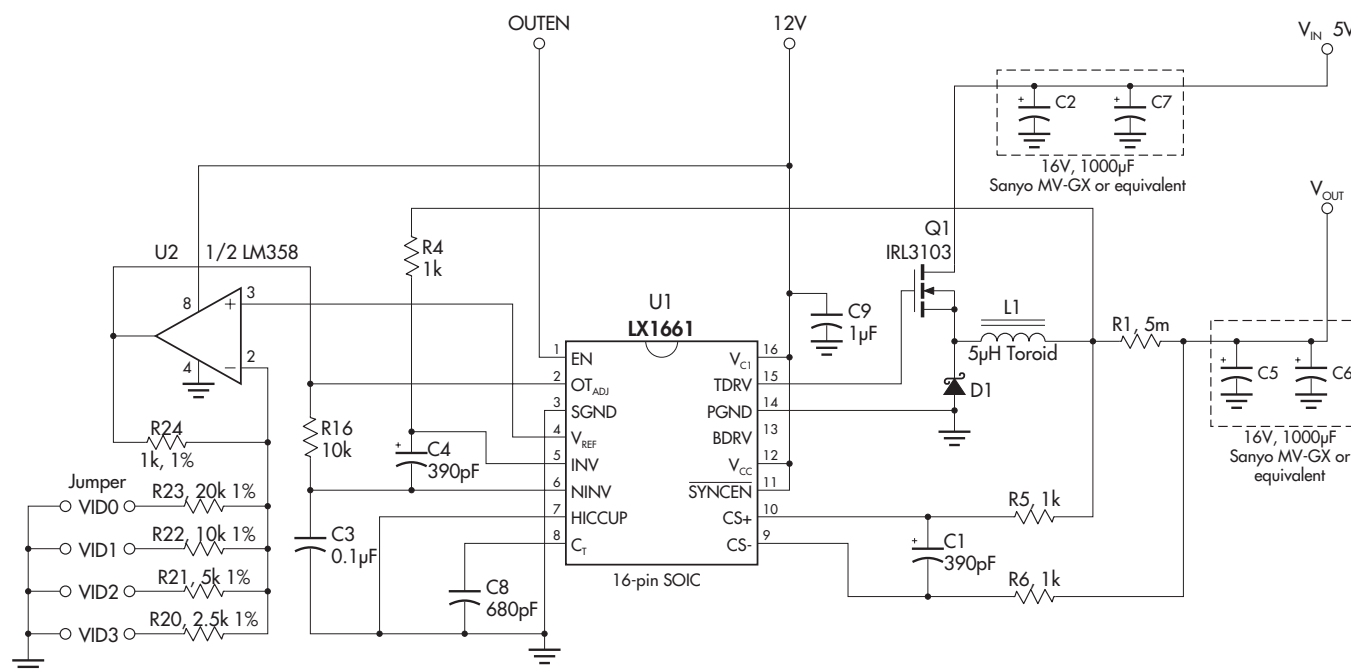 OUTEN
12V
V_IN 5V
+
C2
+
C7
16V, 1000µF
Sanyo MV-GX or equivalent
V_OUT
U2
1/2 LM358
R4
1k
Q1
IRL3103
8
+
3
4
−
2
C9
1µF
U1
LX1661
L1
5µH Toroid
R1, 5m
1
EN
V_C1
16
2
OT_ADJ
TDRV
15
3
SGND
PGND
14
4
V_REF
BDRV
13
5
INV
V_CC
12
6
NINV
SYNCEN
11
7
HICCUP
CS+
10
8
C_T
CS-
9
16-pin SOIC
D1
+
C5
+
C6
16V, 1000µF
Sanyo MV-GX or
equivalent
R24
1k, 1%
R16
10k
+
C4
390pF
Jumper
VID0
R23, 20k 1%
VID1
R22, 10k 1%
VID2
R21, 5k 1%
VID3
R20, 2.5k 1%
C3
0.1µF
C8
680pF
R5, 1k
+
C1
390pF
R6, 1k